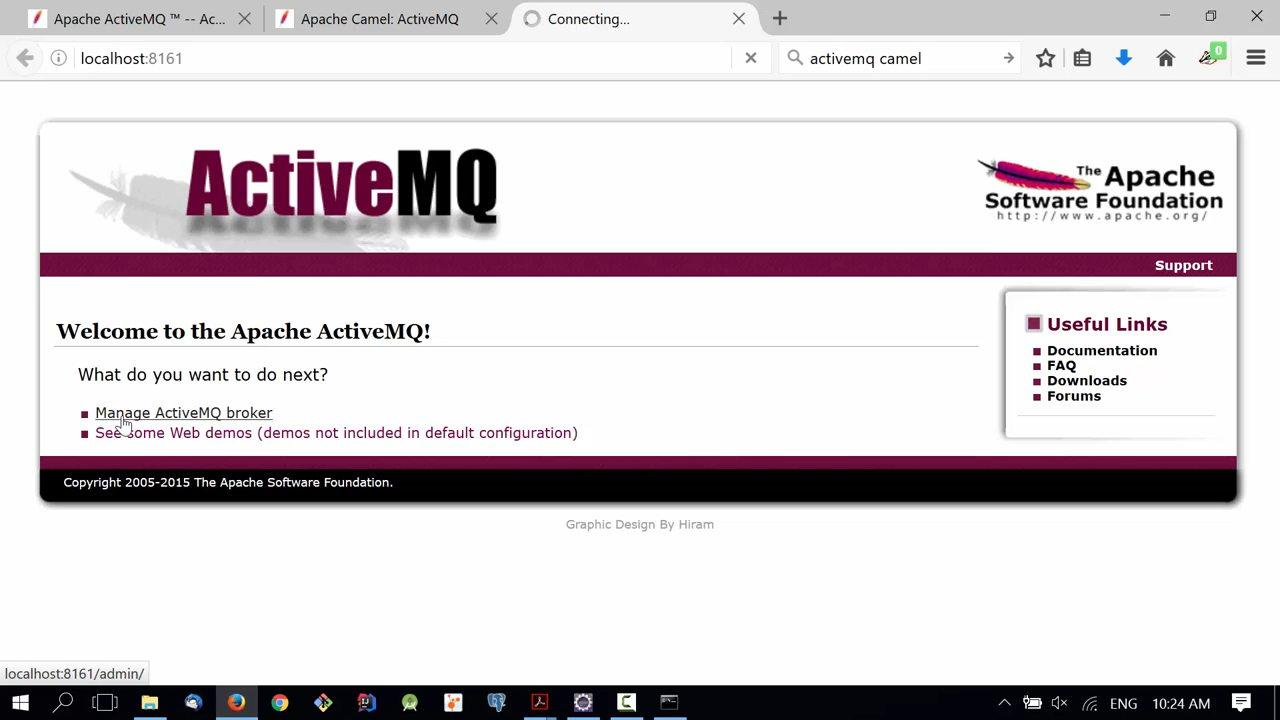 Apache ActiveMQ ™ -- Ac...
Apache Camel: ActiveMQ
Connecting...
localhost:8161
activemq camel
0
ActiveMQ
The Apache
Software Foundation
http://www.apache.org/
Support
Welcome to the Apache ActiveMQ!
What do you want to do next?
Manage ActiveMQ broker
See some Web demos (demos not included in default configuration)
Useful Links
Documentation
FAQ
Downloads
Forums
Copyright 2005-2015 The Apache Software Foundation.
Graphic Design By Hiram
localhost:8161/admin/
ENG
10:24 AM